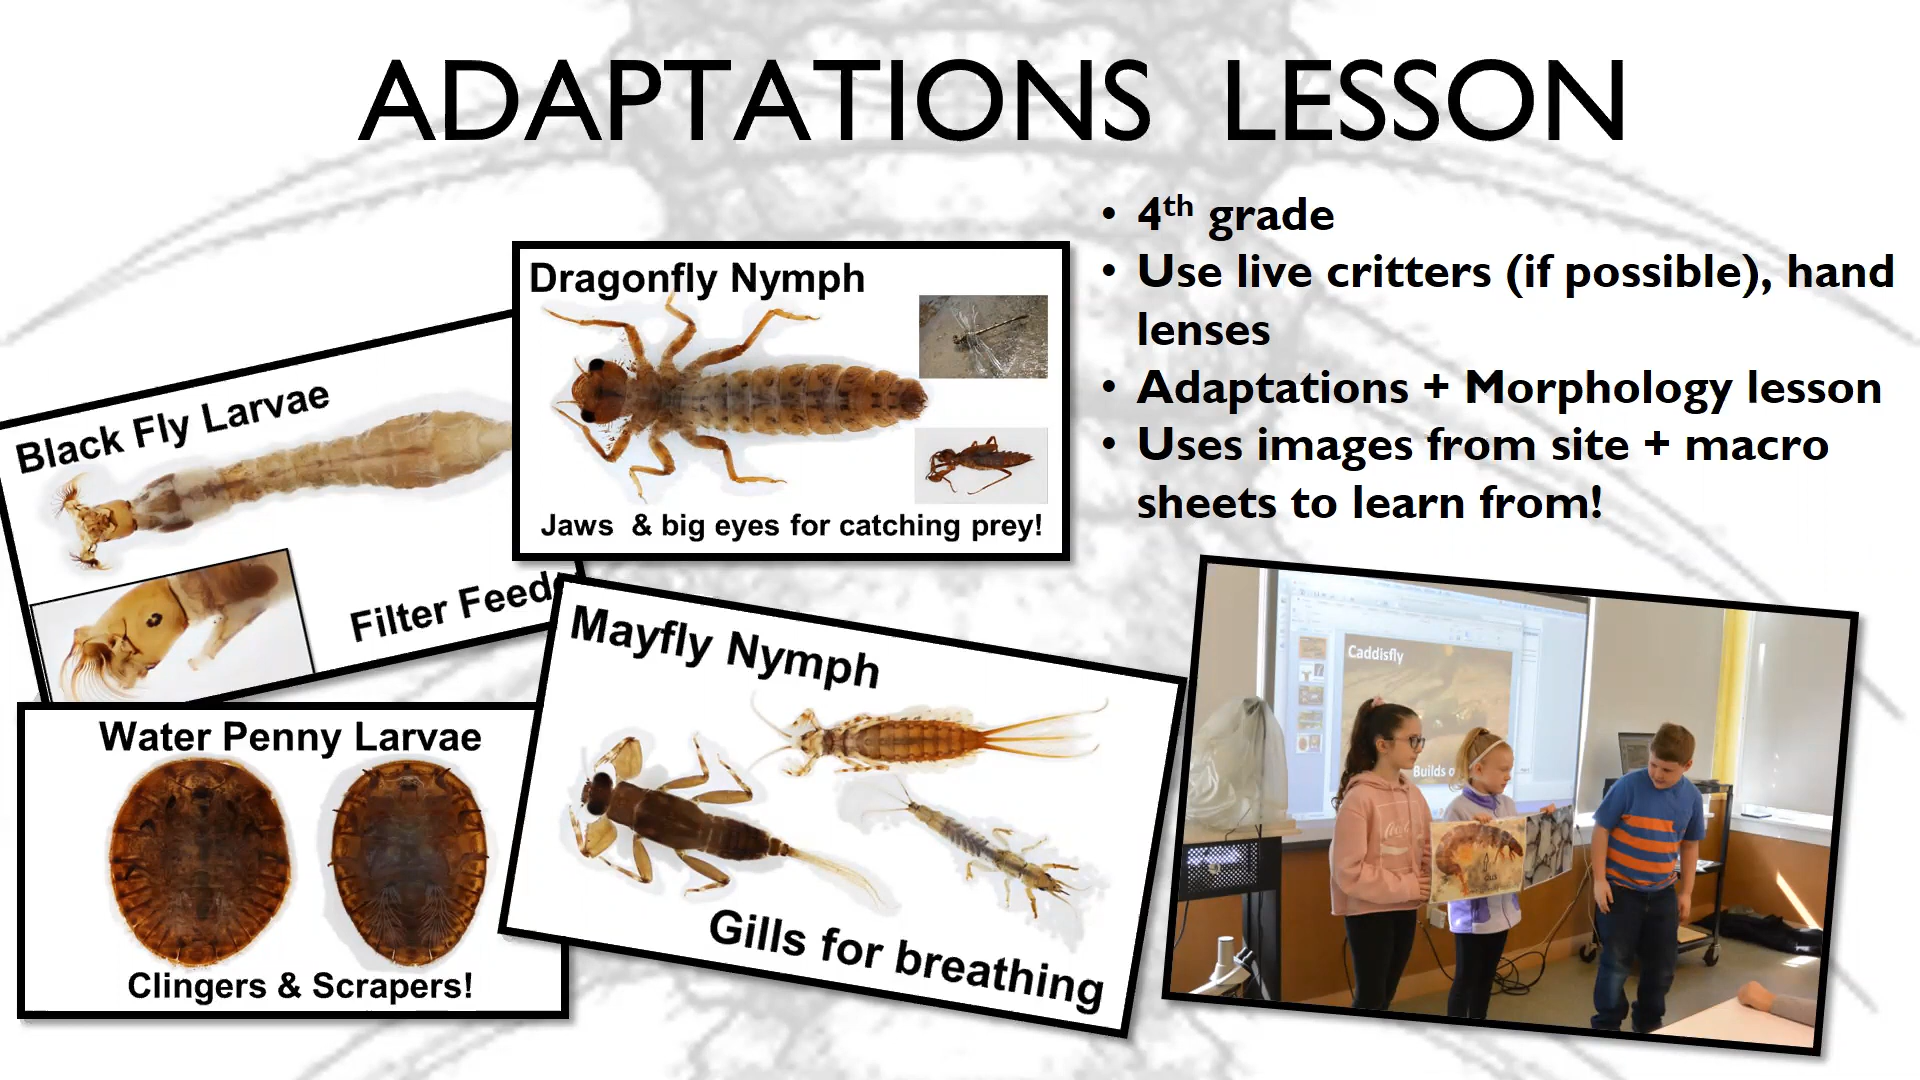 ADAPTATIONS LESSON
• 4th grade
• Use live critters (if possible), hand
lenses
• Adaptations + Morphology lesson
• Uses images from site + macro
sheets to learn from!
Dragonfly Nymph
Jaws & big eyes for catching prey!
Black Fly Larvae
Filter Feede
Mayfly Nymph
Gills for breathing
Water Penny Larvae
Clingers & Scrapers!
Caddisfly
Builds